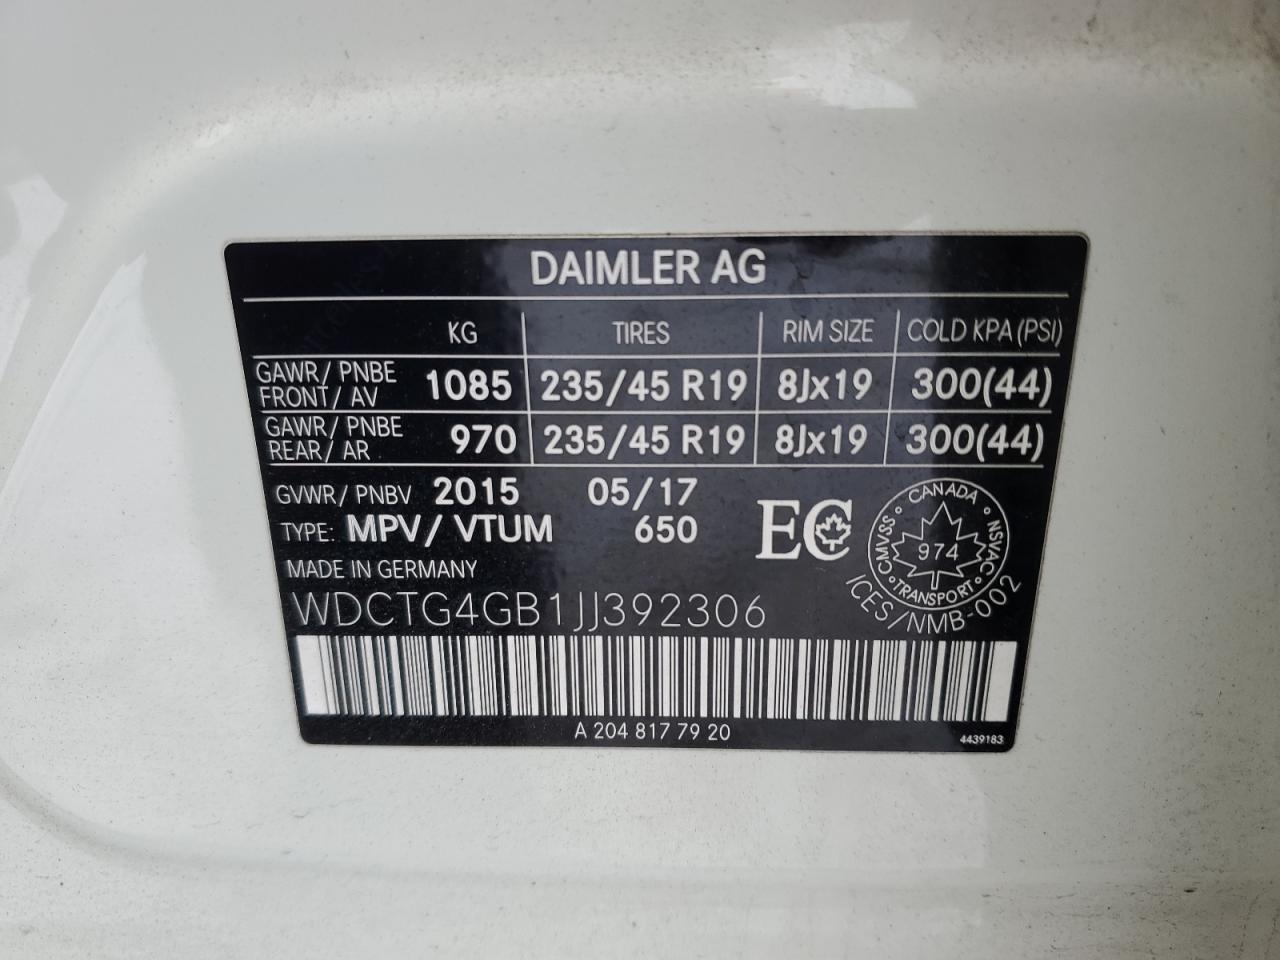 DAIMLER AG
KG TIRES RIM SIZE COLD KPA (PSI)
GAWR/ PNBE FRONT/ AV 1085 235/45 R19 8Jx19 300(44)
GAWR/ PNBE REAR/ AR 970 235/45 R19 8Jx19 300(44)
GVWR/ PNBV 2015 05/17
TYPE: MPV/ VTUM 650
EC
CANADA
CMVSS NSVAC
974
TRANSPORT
ICES/NMB-002
MADE IN GERMANY
WDCTG4GB1JJ392306
A 204 817 79 20
4439183